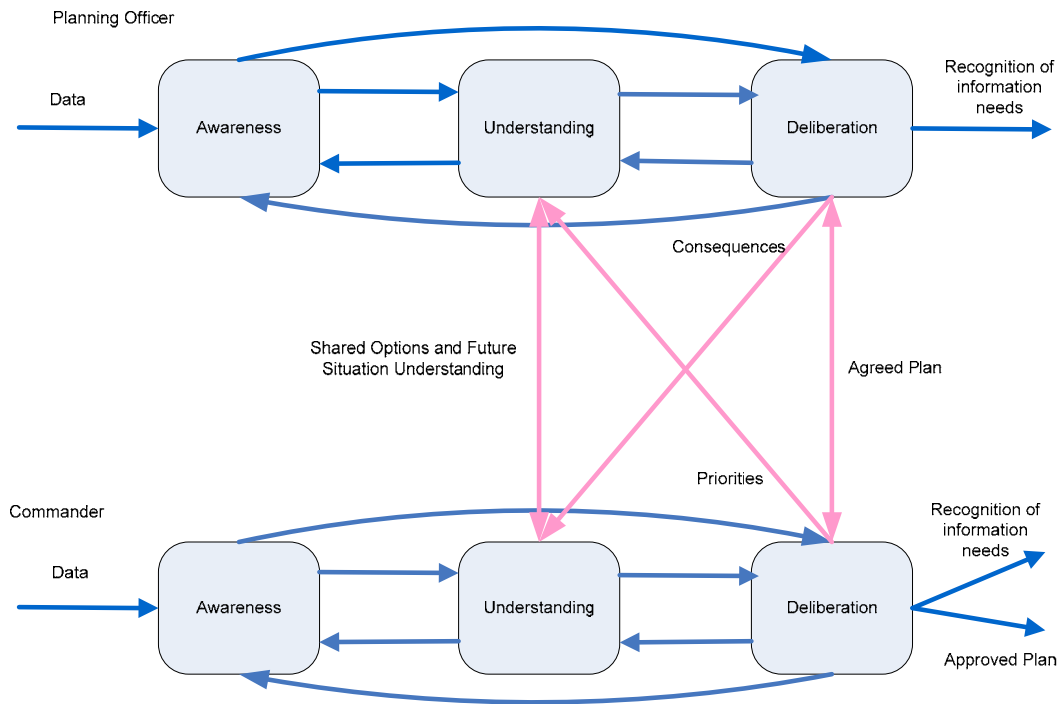 Planning Officer
Data
Awareness
Understanding
Deliberation
Recognition of
information
needs
Consequences
Shared Options and Future
Situation Understanding
Agreed Plan
Priorities
Commander
Data
Awareness
Understanding
Deliberation
Recognition of
information
needs
Approved Plan